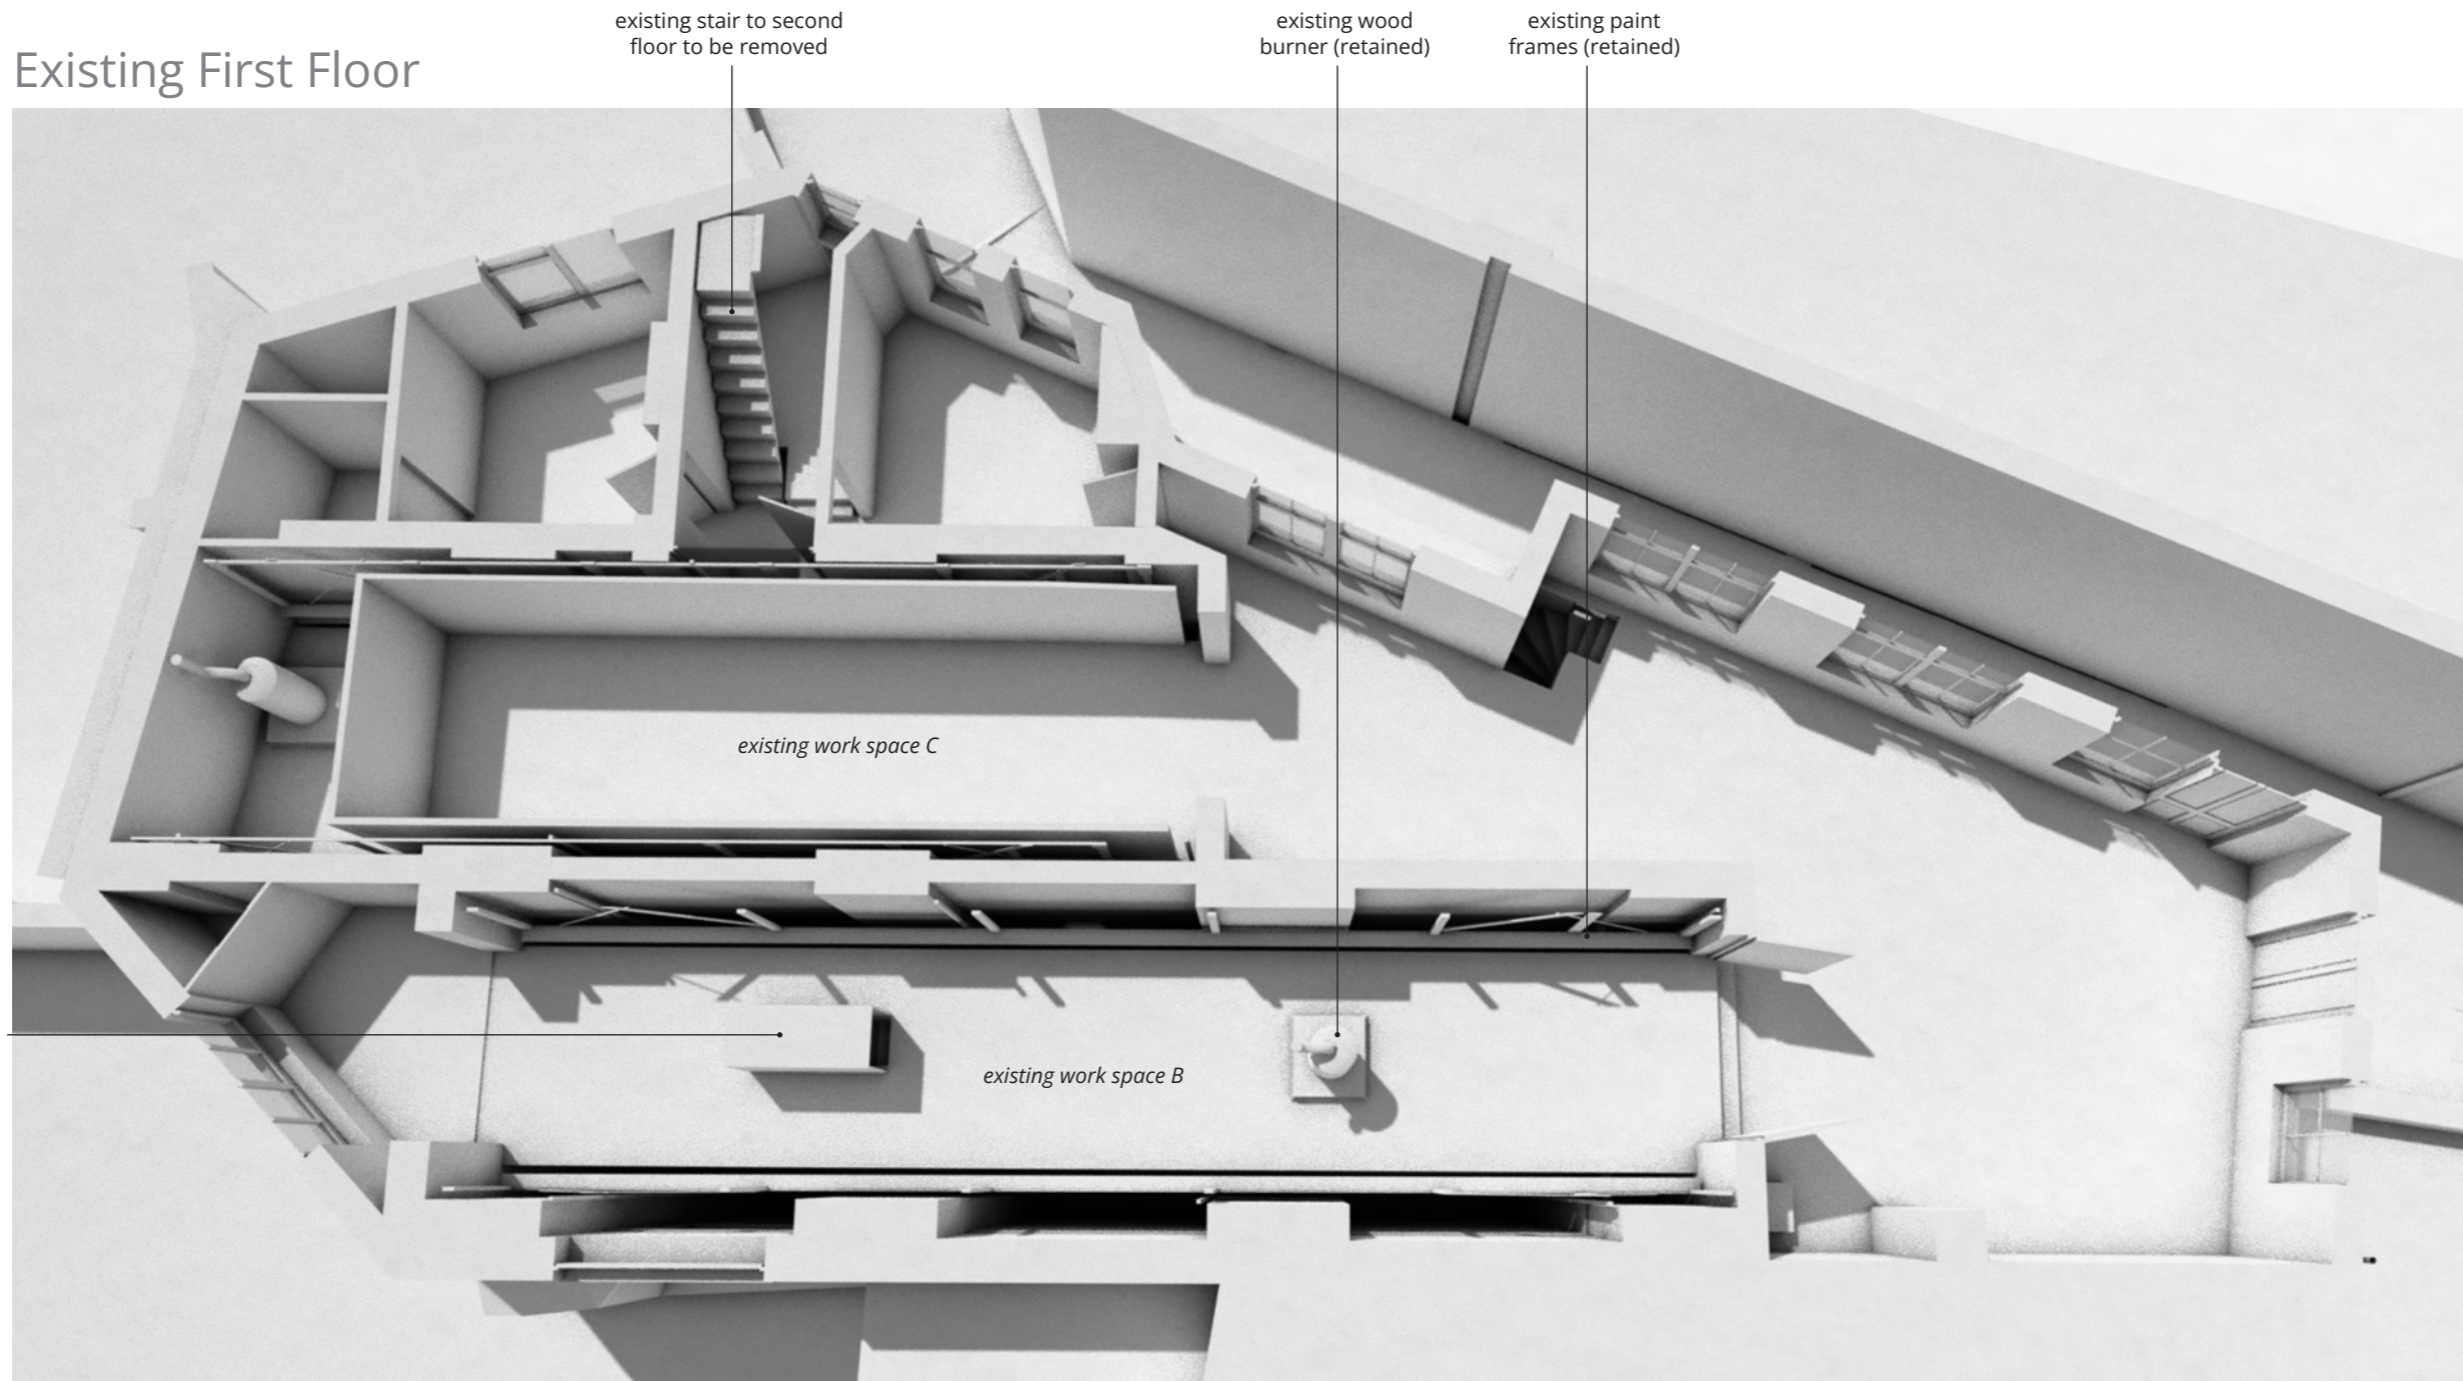 existing stair to second
floor to be removed
existing wood
burner (retained)
existing paint
frames (retained)
Existing First Floor
existing work space C
existing work space B